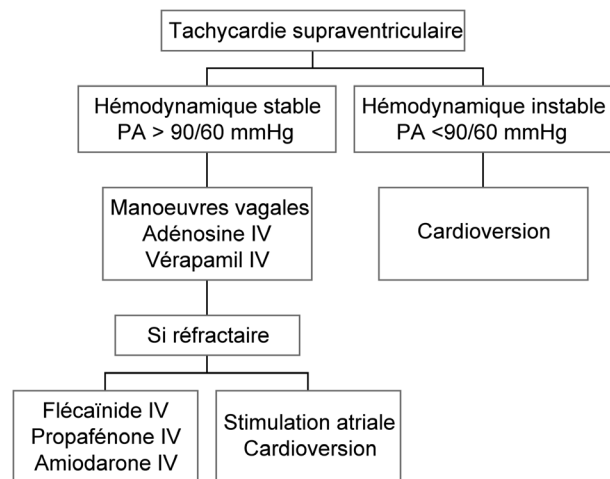 Tachycardie supraventriculaire
Hémodynamique stable
PA > 90/60 mmHg
Hémodynamique instable
PA <90/60 mmHg
Manoeuvres vagales
Adénosine IV
Vérapamil IV
Cardioversion
Si réfractaire
Flécaïnide IV
Propafénone IV
Amiodarone IV
Stimulation atriale
Cardioversion